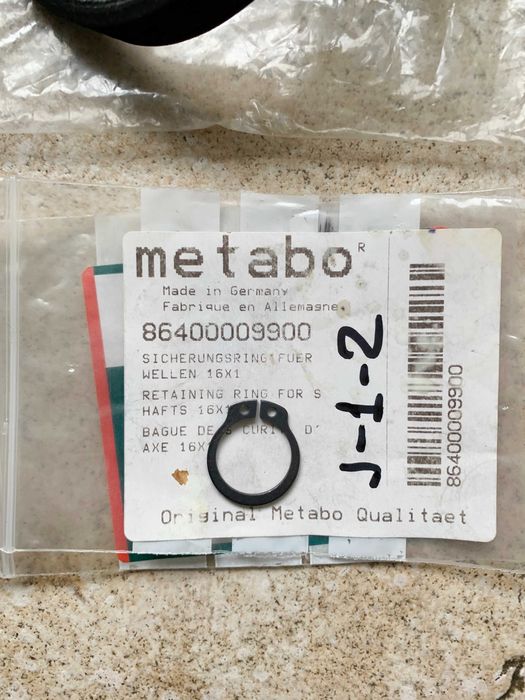 metabo R
Made in Germany
Fabrique en Allemagne
86400009900
SICHERUNGSRING FUER
WELLEN 16X1
RETAINING RING FOR S
HAFTS 16X1
BAGUE DE
AXE 16X1
Original Metabo Qualitaet
J-1-2
86400009900